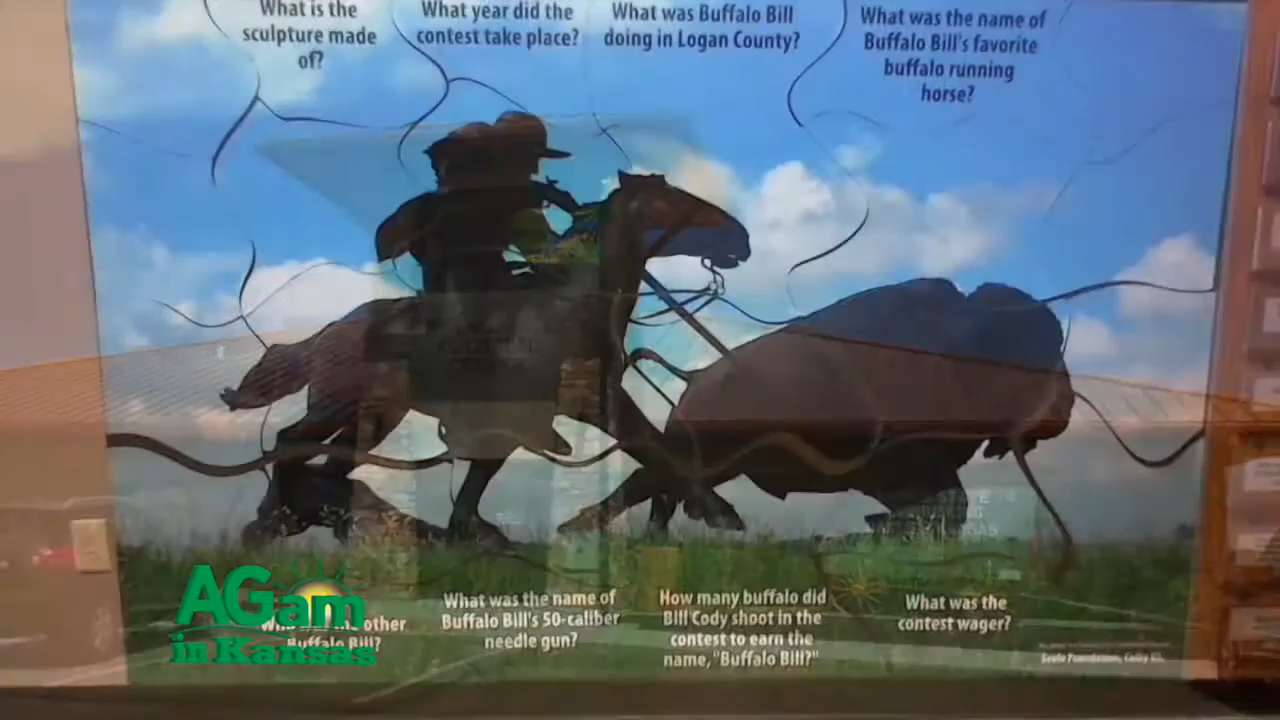 What is the
sculpture made
of?
What year did the
contest take place?
What was Buffalo Bill
doing in Logan County?
What was the name of
Buffalo Bill's favorite
buffalo running
horse?
other
Buffalo Bill?
What was the name of
Buffalo Bill's 50-caliber
needle gun?
How many buffalo did
Bill Cody shoot in the
contest to earn the
name, "Buffalo Bill?"
What was the
contest wager?
AGam
in Kansas